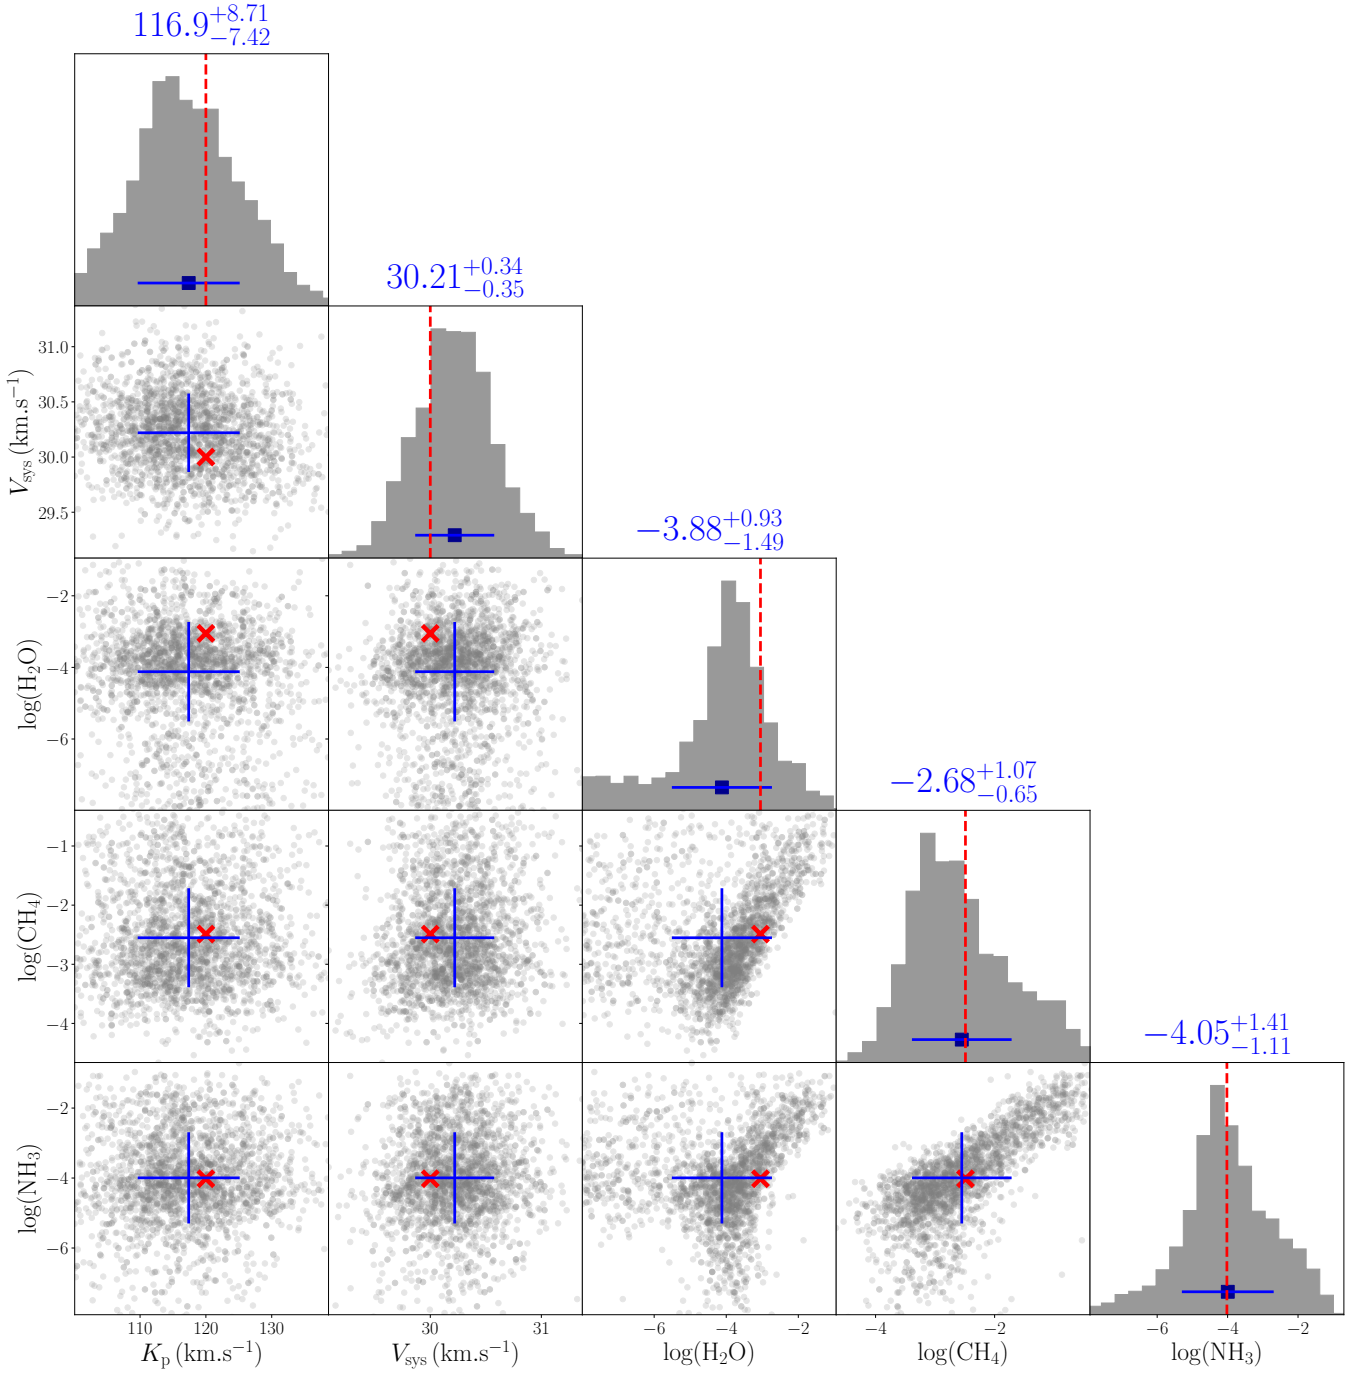 116.9+8.71−7.42
30.21+0.34−0.35
31.0
30.5
30.0
29.5
Vsys (km.s−1)
−3.88+0.93−1.49
−2
−4
−6
log(H2O)
−2.68+1.07−0.65
−1
−2
−3
−4
log(CH4)
−4.05+1.41−1.11
−2
−4
−6
log(NH3)
110 120 130
30 31
−6 −4 −2
−4 −2
−6 −4 −2
Kp (km.s−1)
Vsys (km.s−1)
log(H2O)
log(CH4)
log(NH3)